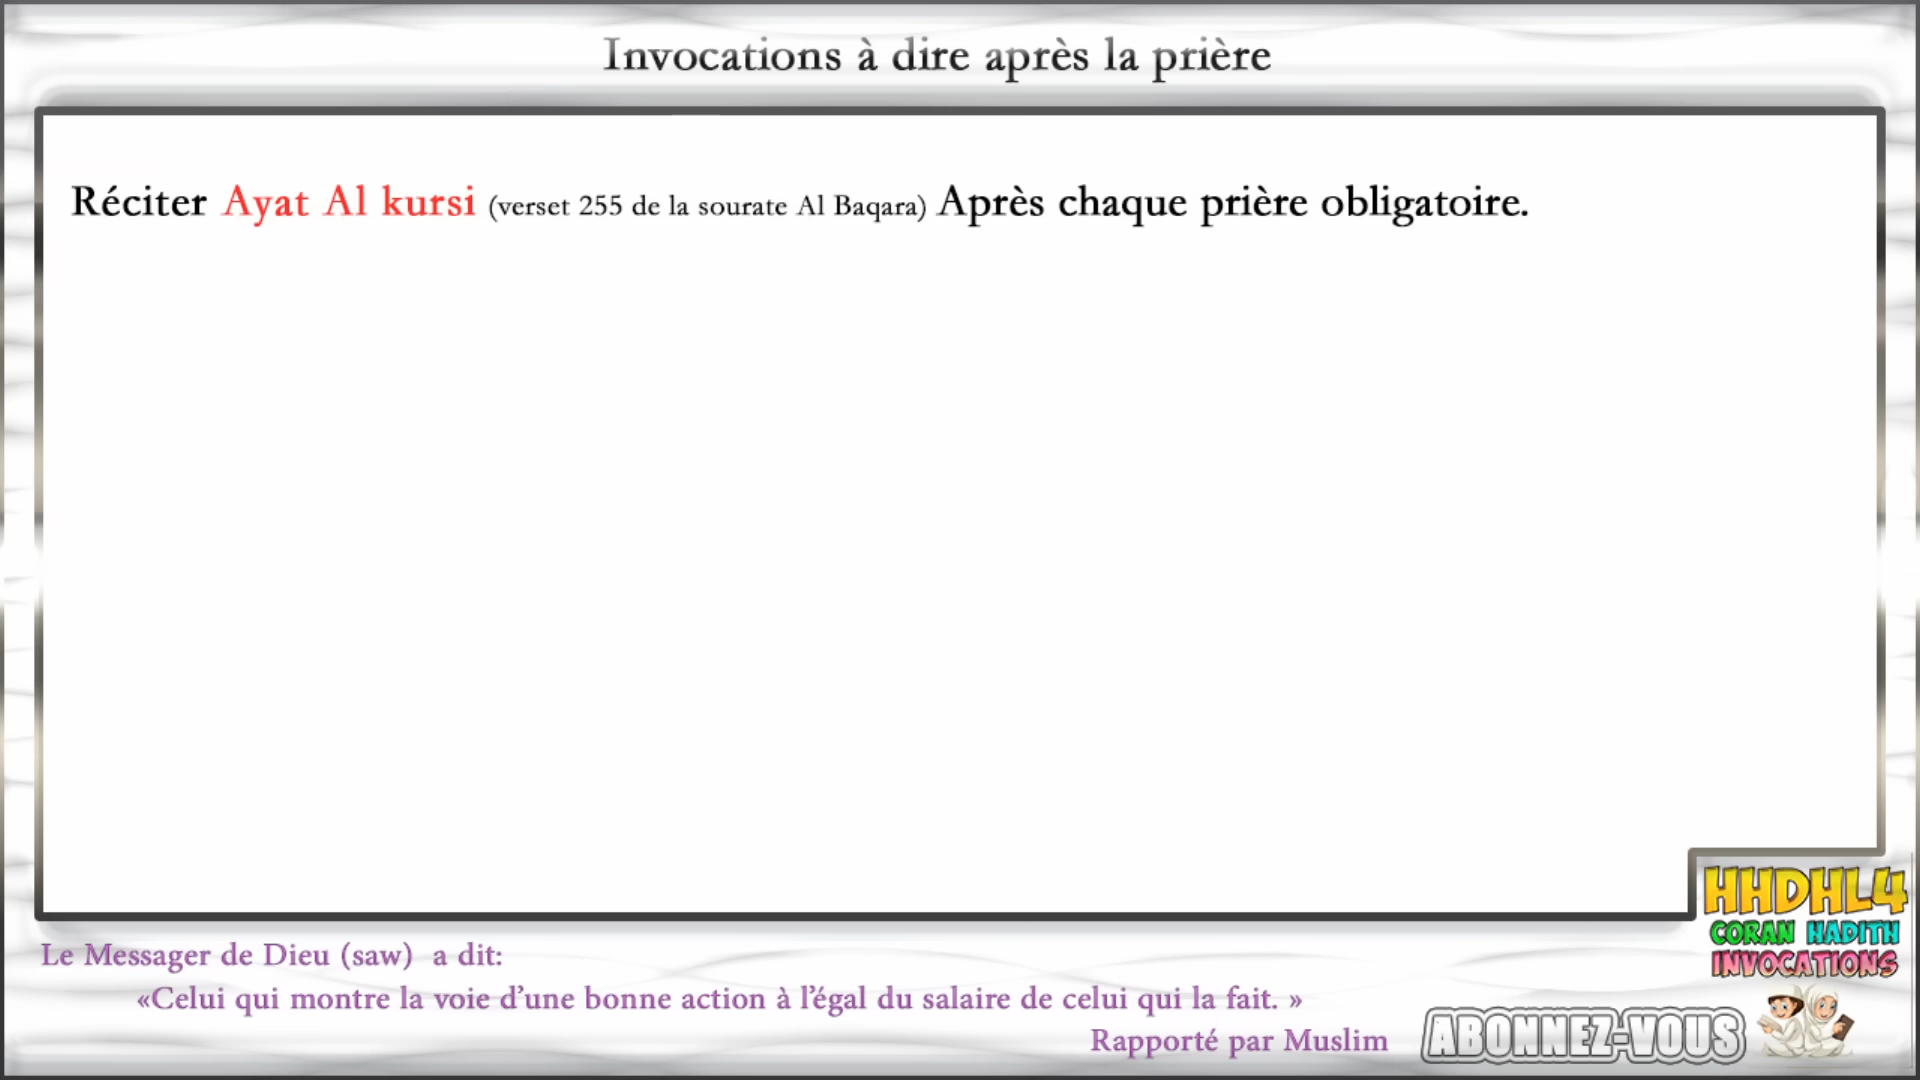 Invocations à dire après la prière
Réciter Ayat Al kursi (verset 255 de la sourate Al Baqara) Après chaque prière obligatoire.
HHDHL4
CORAN HADITH
INVOCATIONS
Le Messager de Dieu (saw) a dit:
«Celui qui montre la voie d’une bonne action à l’égal du salaire de celui qui la fait. »
Rapporté par Muslim
ABONNEZ-VOUS